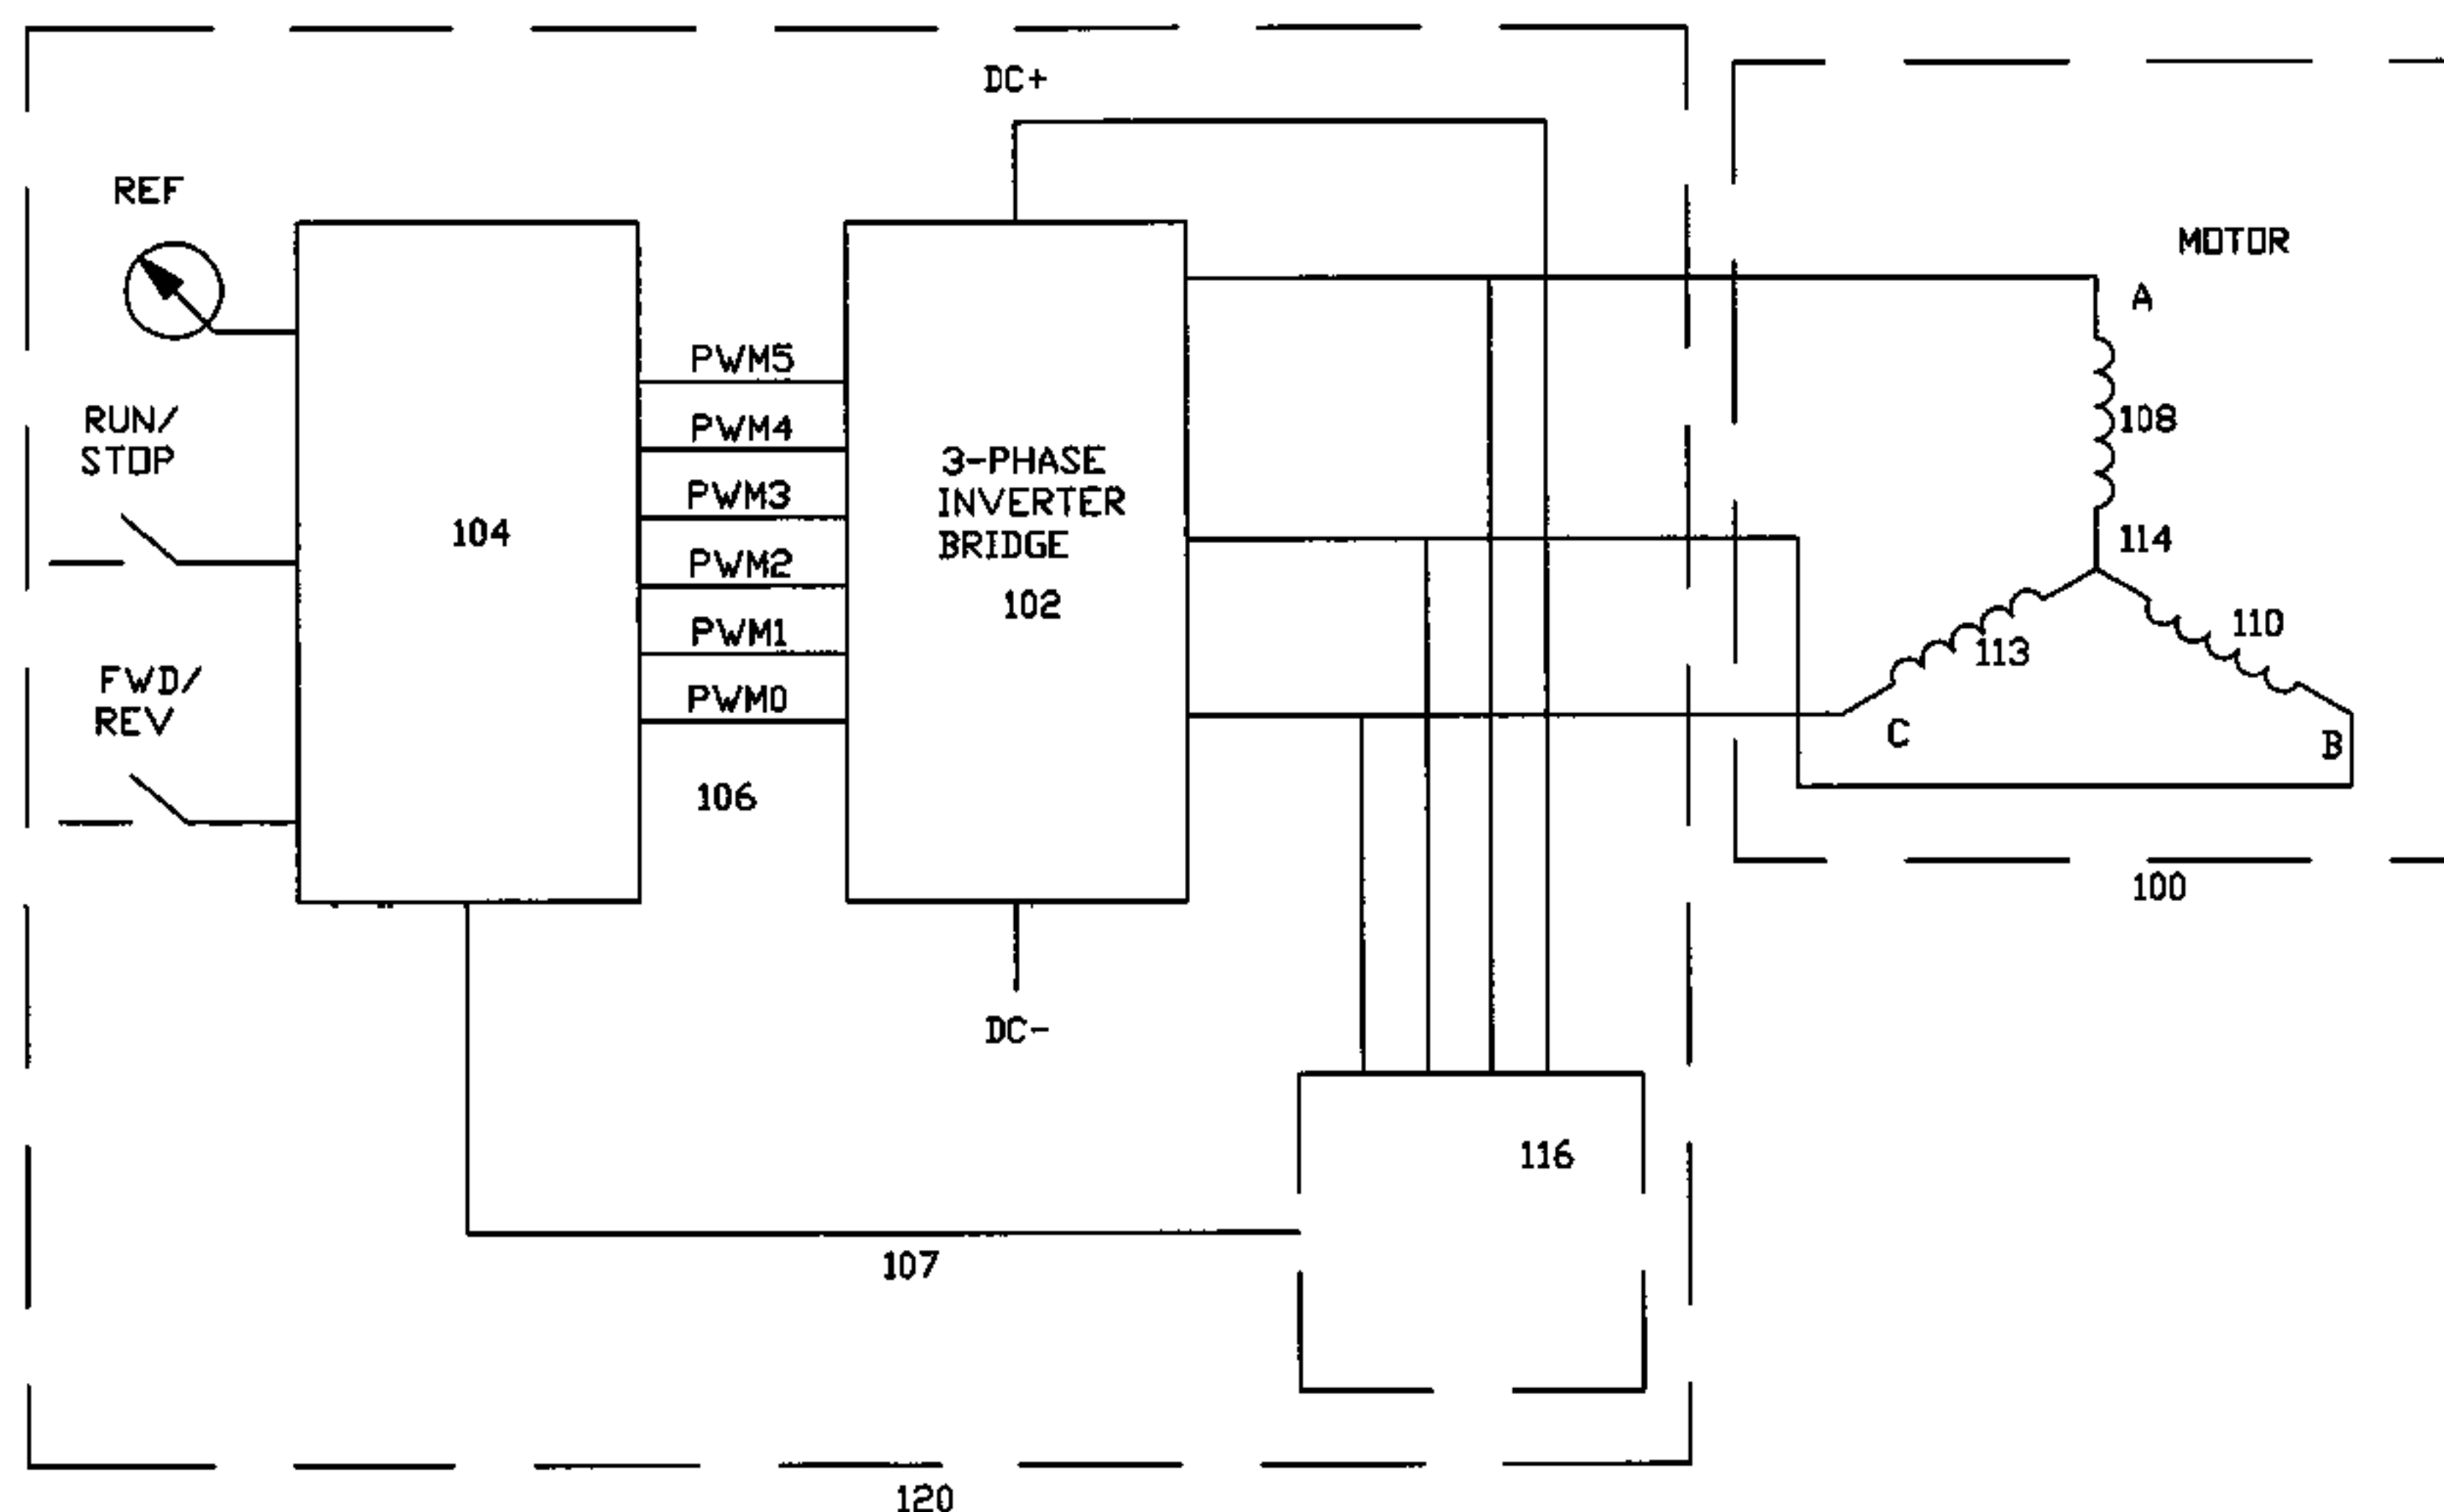 DC+
REF
MOTOR
A
PWM5
RUN/
STOP
108
PWM4
3-PHASE
INVERTER
BRIDGE
102
PWM3
104
114
PWM2
110
PWM1
113
FWD/
REV
PWM0
C
B
106
100
DC-
116
107
120